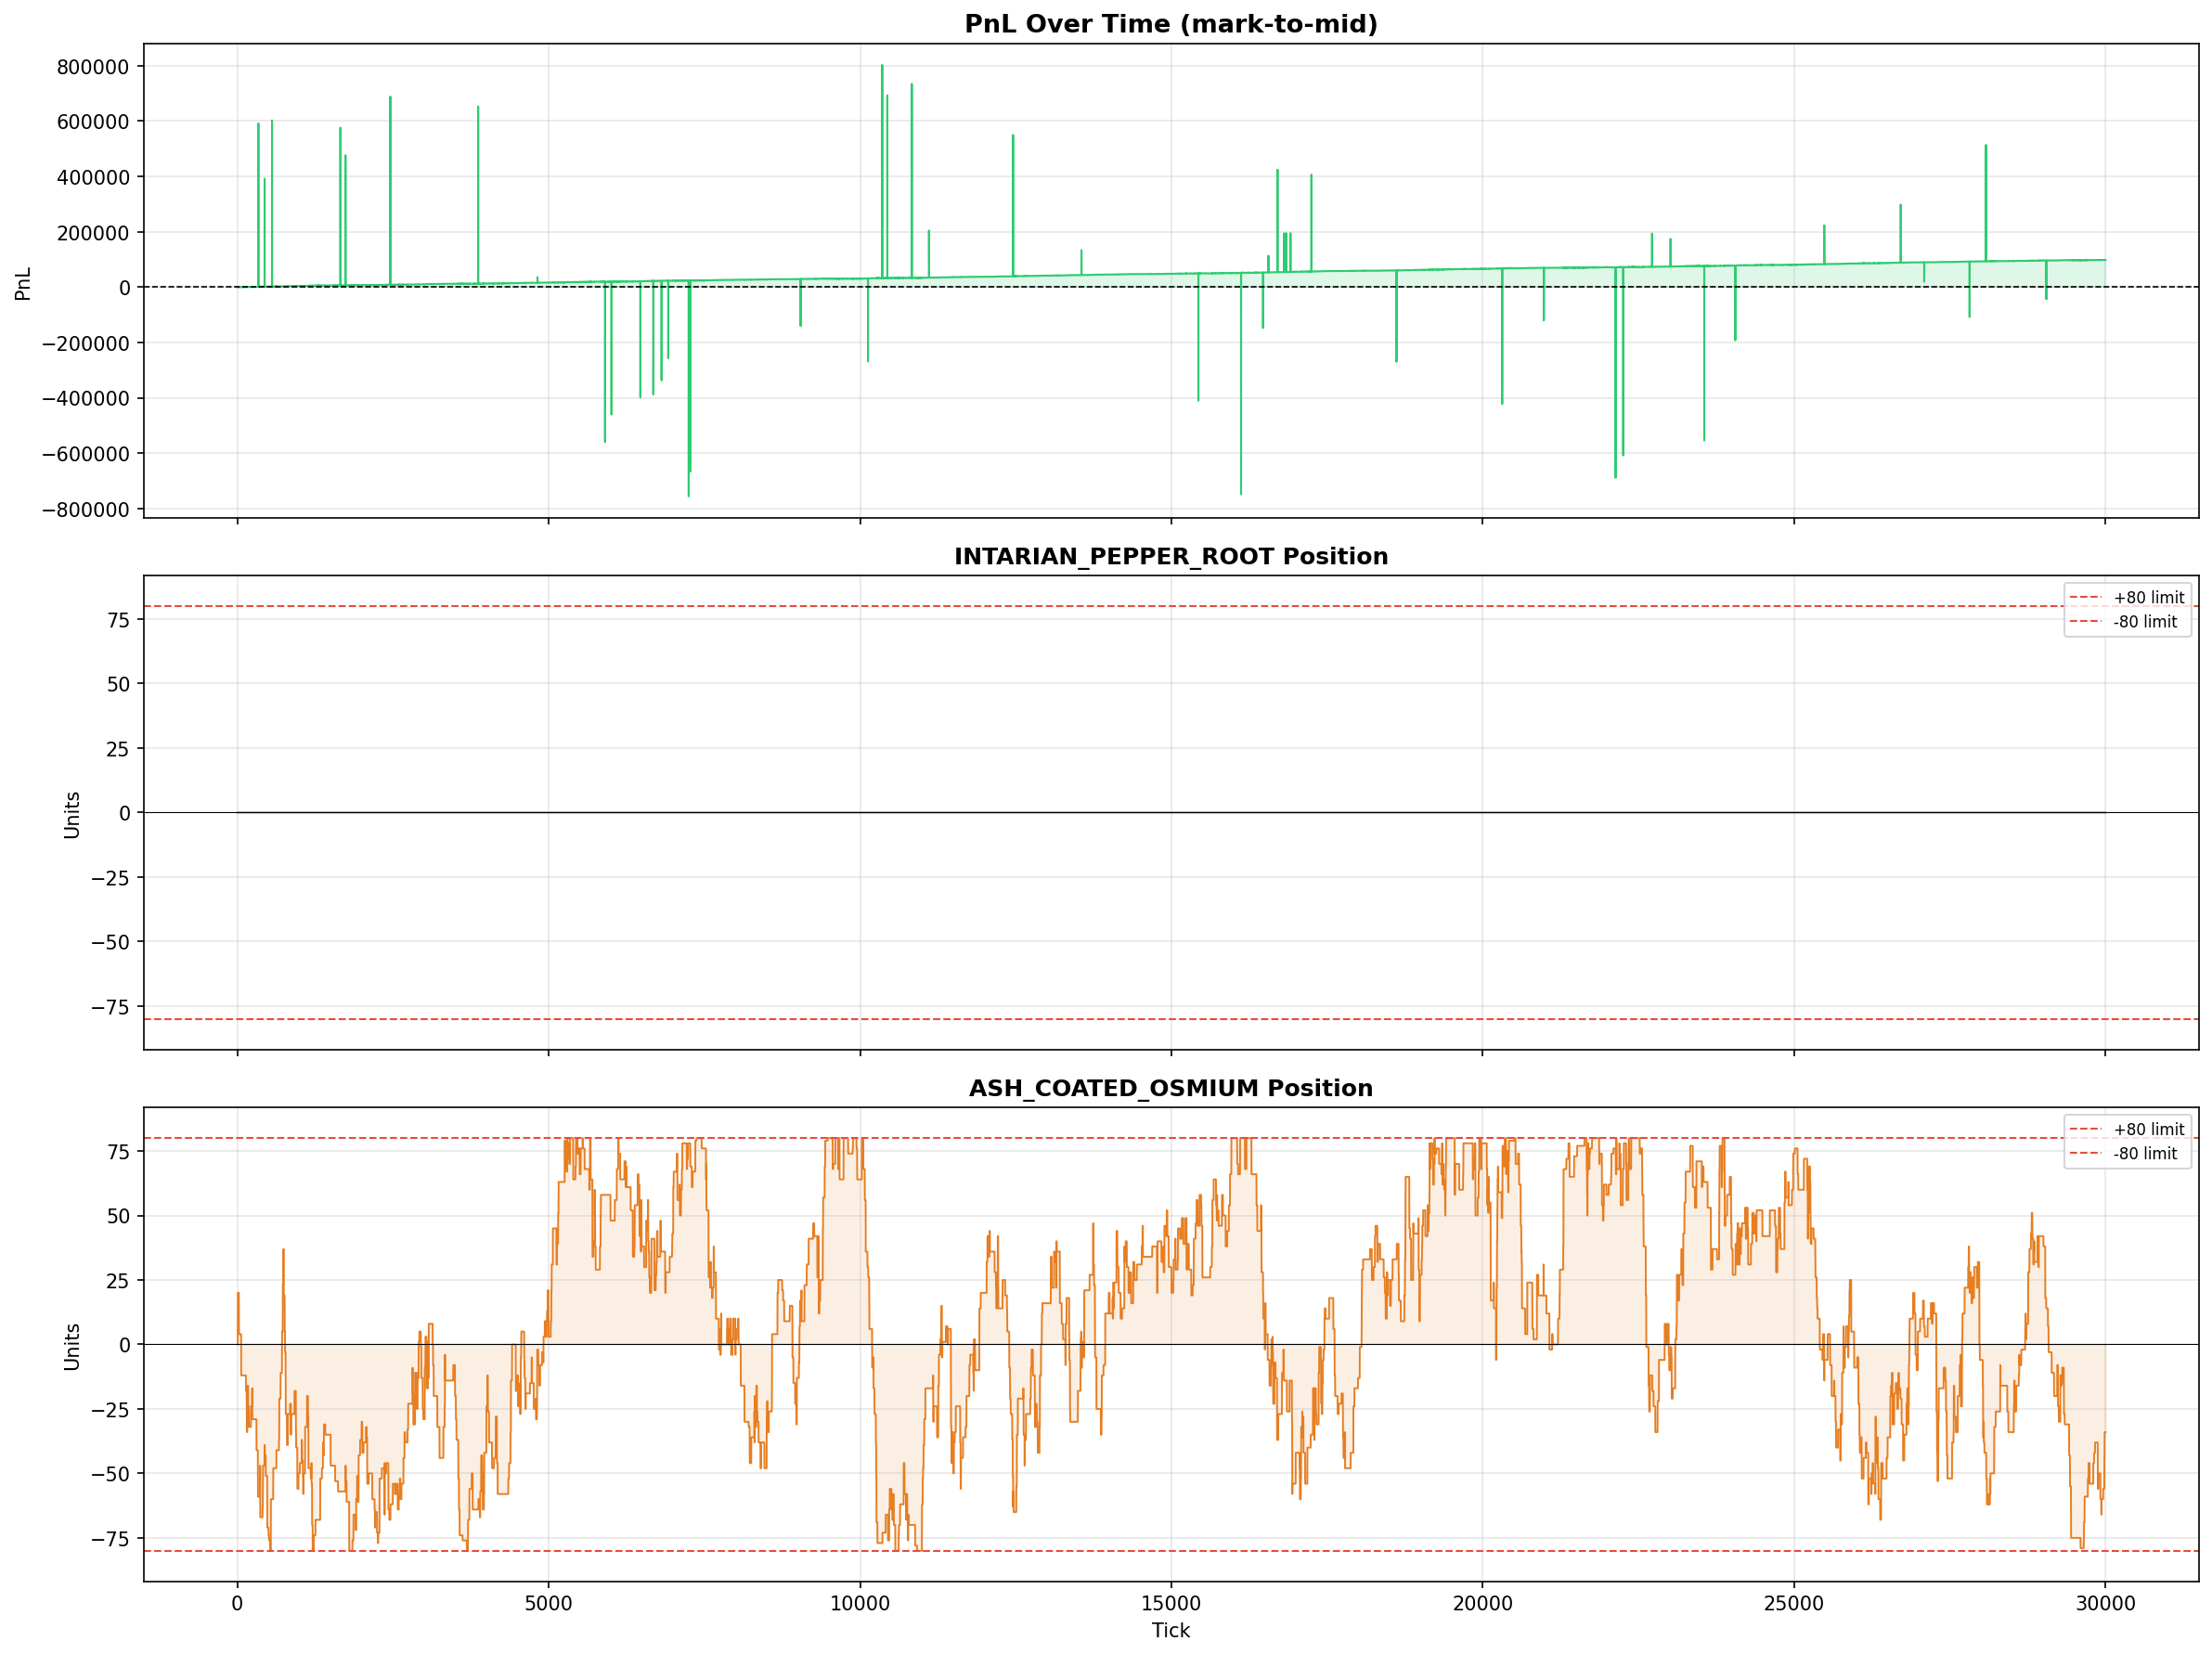 PnL Over Time (mark-to-mid)
800000
600000
400000
200000
0
−200000
−400000
−600000
−800000
PnL
INTARIAN_PEPPER_ROOT Position
+80 limit
-80 limit
75
50
25
0
−25
−50
−75
Units
ASH_COATED_OSMIUM Position
+80 limit
-80 limit
75
50
25
0
−25
−50
−75
Units
0 5000 10000 15000 20000 25000 30000
Tick